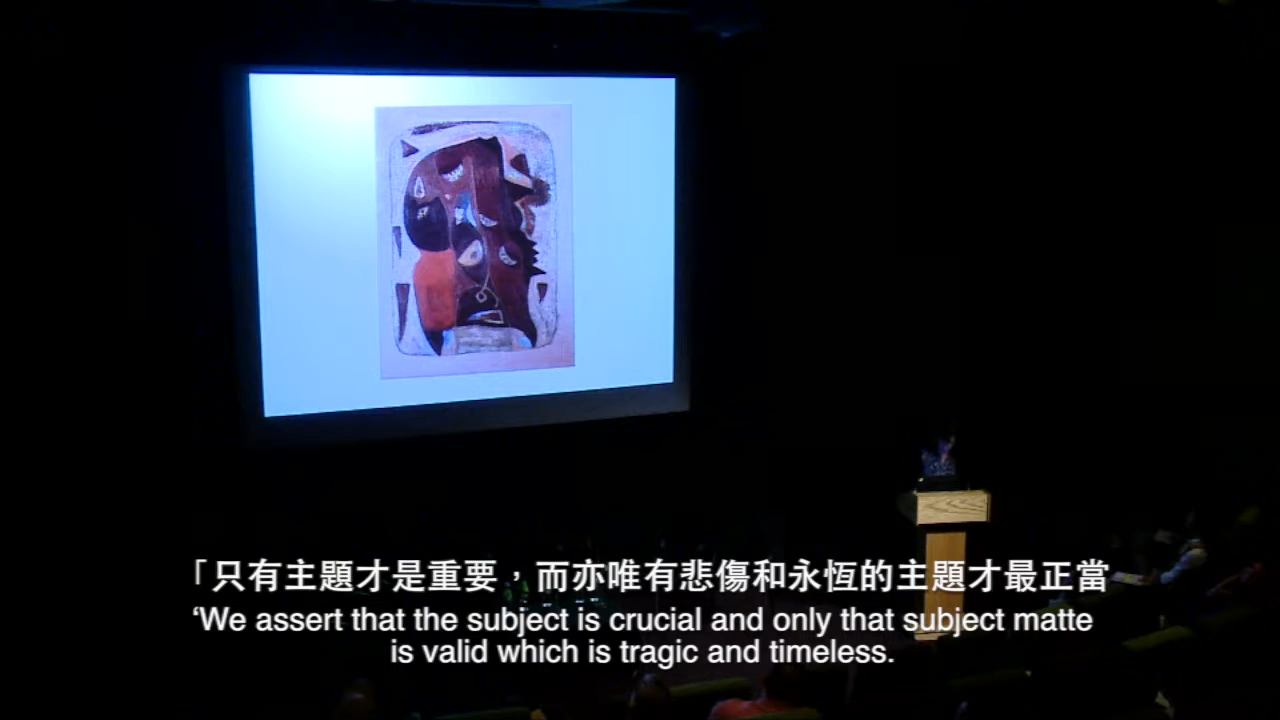 「只有主題才是重要,而亦唯有悲傷和永恆的主題才最正當
‘We assert that the subject is crucial and only that subject matte
is valid which is tragic and timeless.